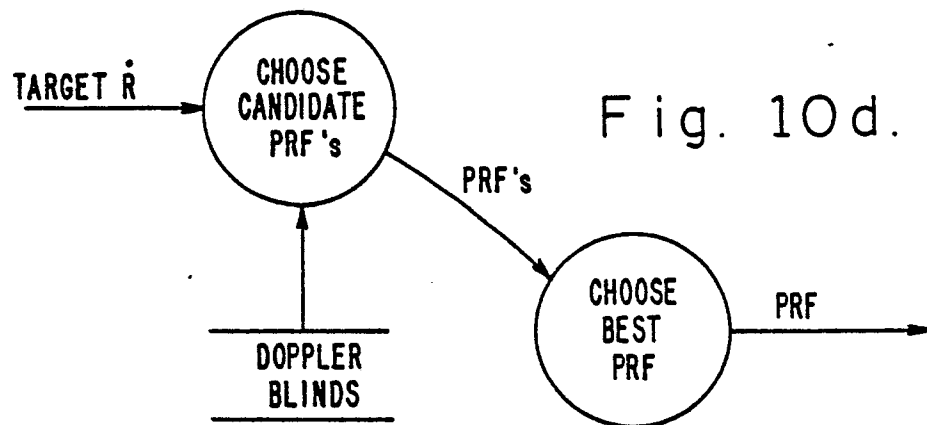 TARGET Ṙ
CHOOSE
CANDIDATE
PRF's
Fig. 10d.
PRF's
DOPPLER
BLINDS
CHOOSE
BEST
PRF
PRF